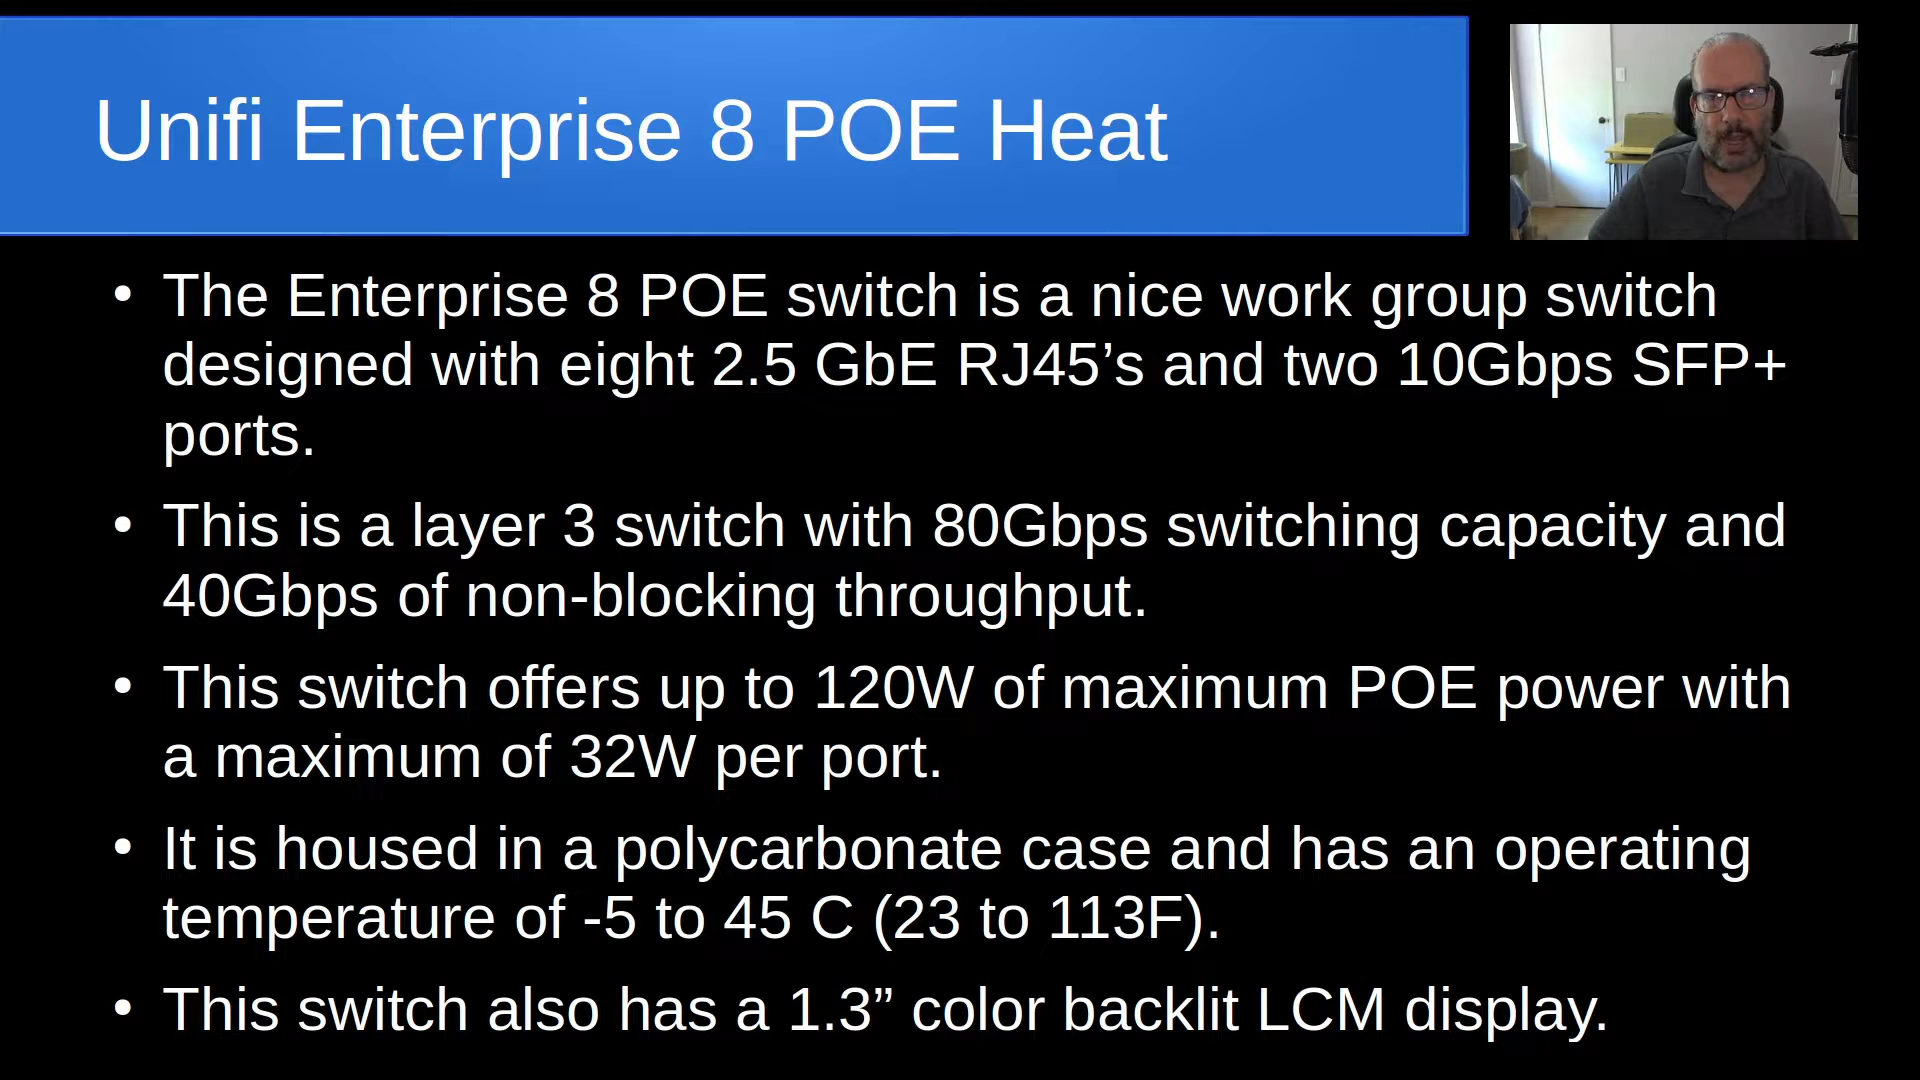 Unifi Enterprise 8 POE Heat
• The Enterprise 8 POE switch is a nice work group switch
designed with eight 2.5 GbE RJ45’s and two 10Gbps SFP+
ports.
• This is a layer 3 switch with 80Gbps switching capacity and
40Gbps of non-blocking throughput.
• This switch offers up to 120W of maximum POE power with
a maximum of 32W per port.
• It is housed in a polycarbonate case and has an operating
temperature of -5 to 45 C (23 to 113F).
• This switch also has a 1.3” color backlit LCM display.